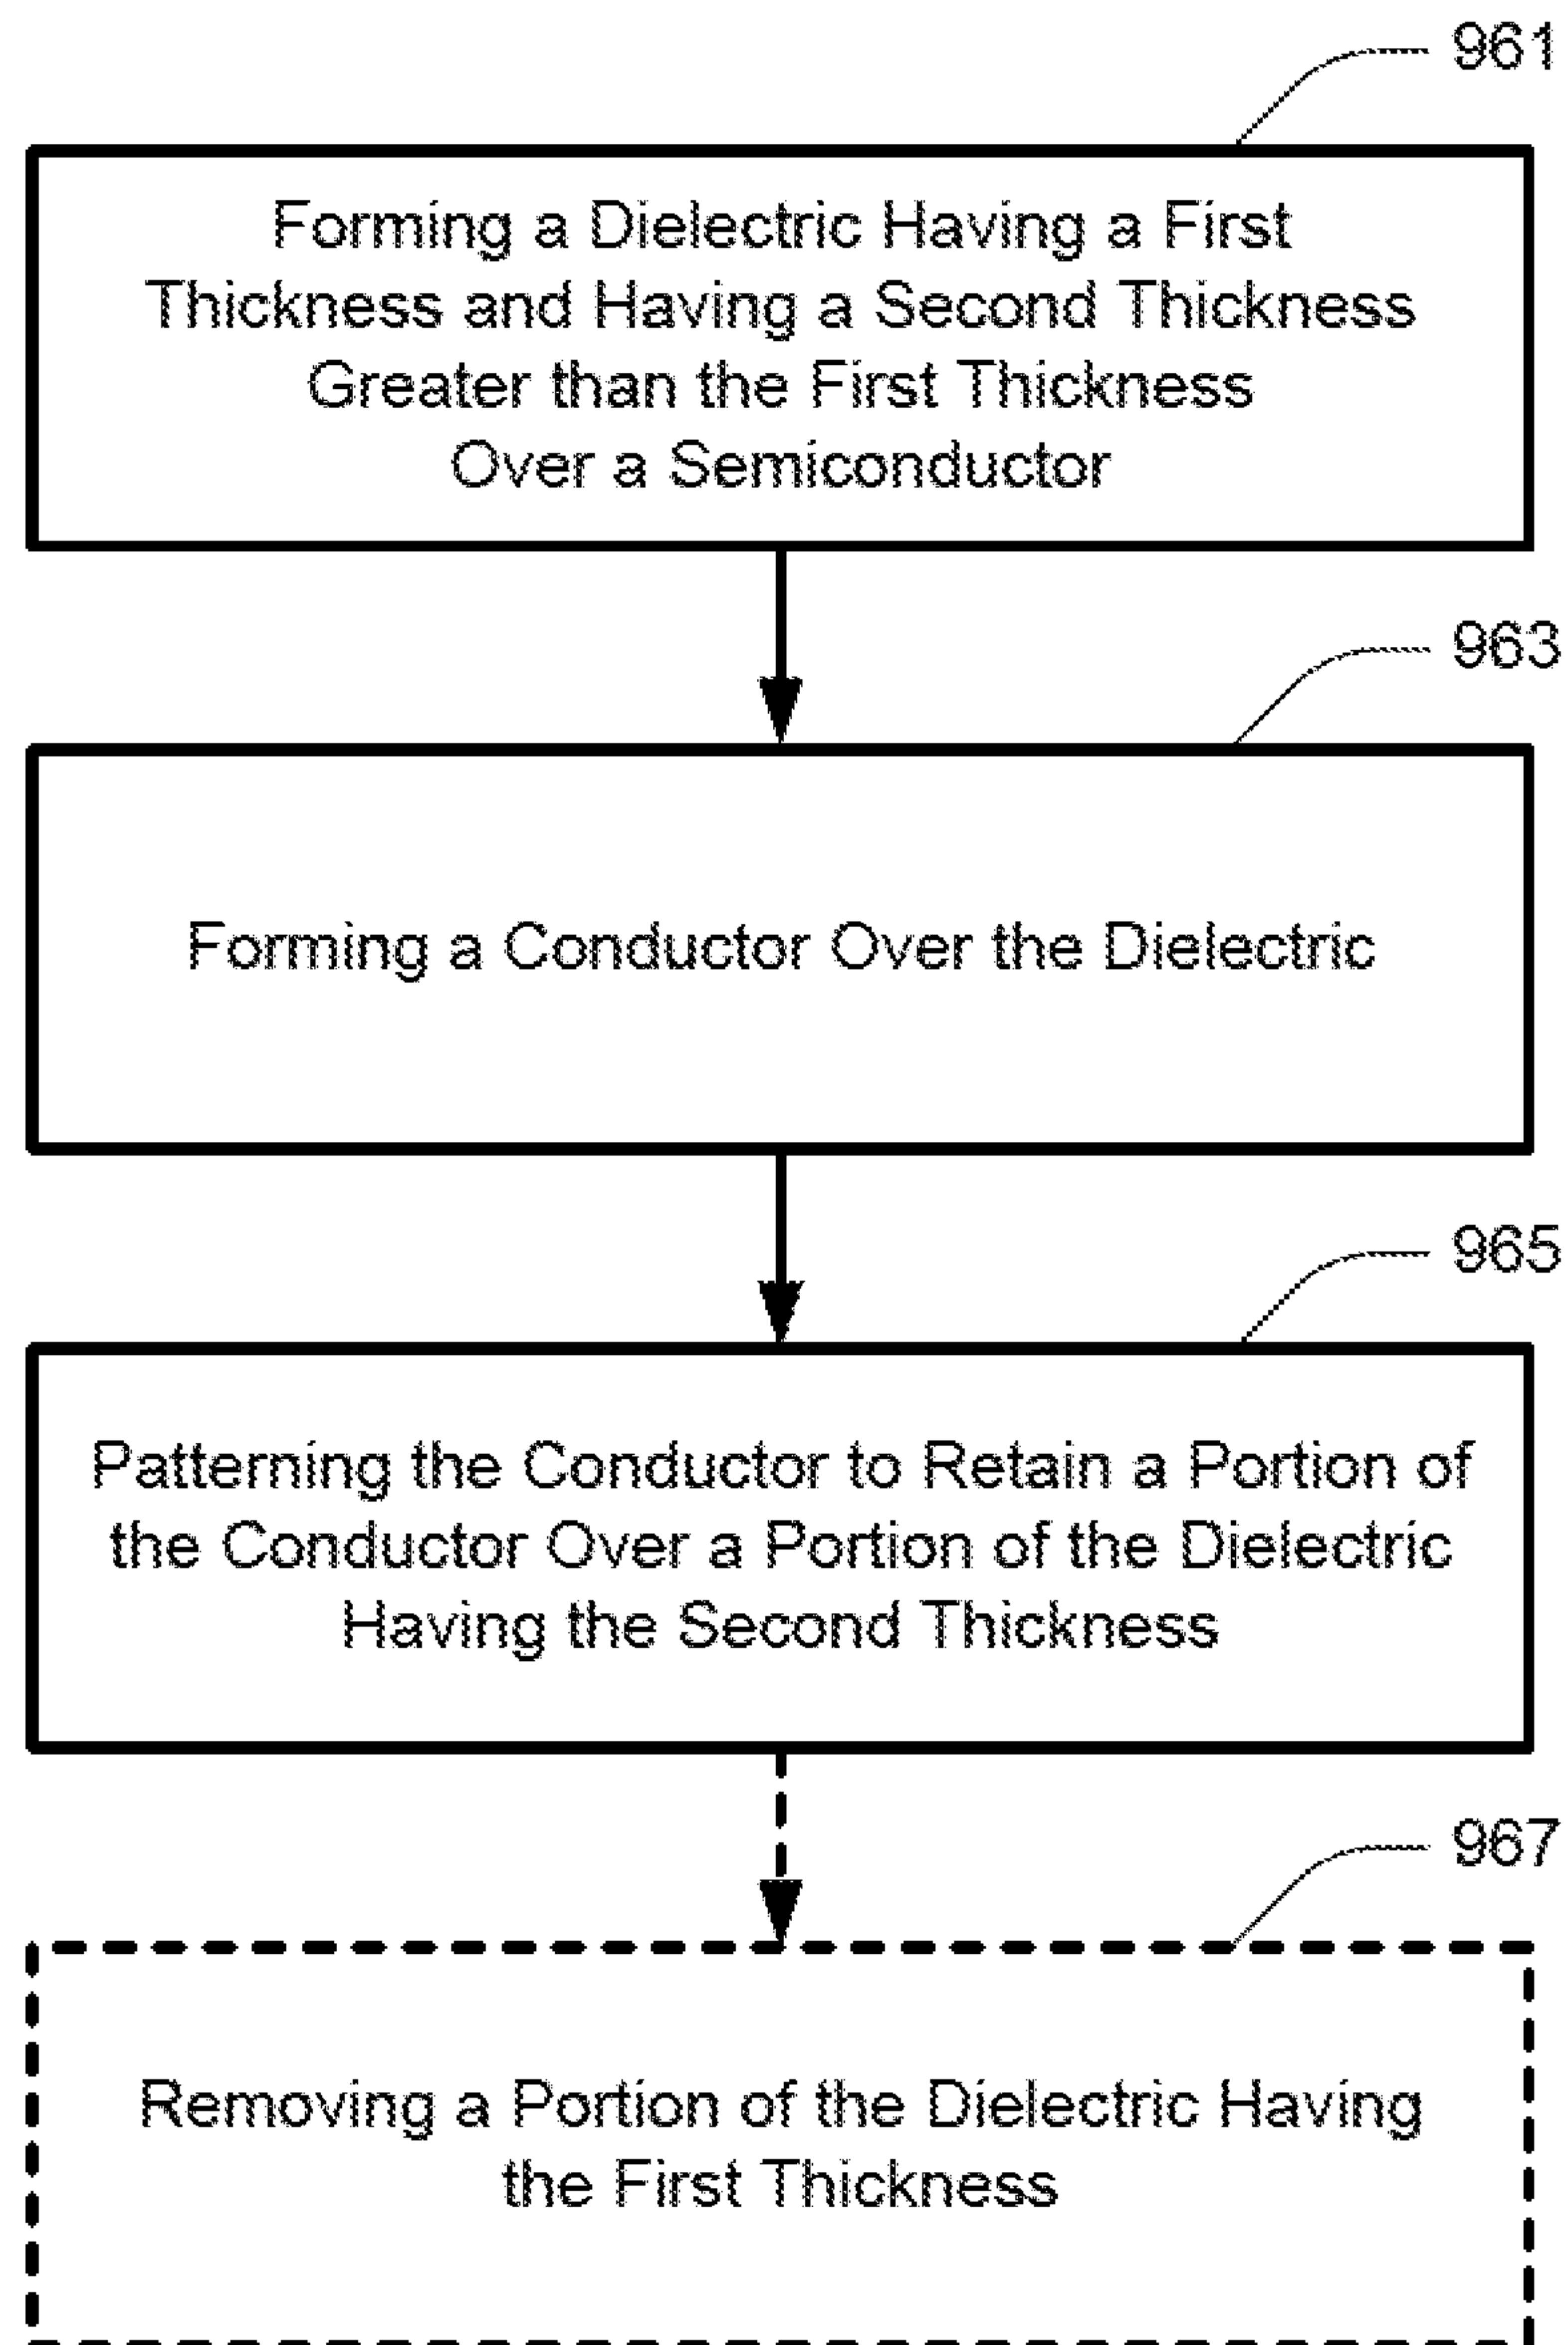 961
Forming a Dielectric Having a First
Thickness and Having a Second Thickness
Greater than the First Thickness
Over a Semiconductor
963
Forming a Conductor Over the Dielectric
965
Patterning the Conductor to Retain a Portion of
the Conductor Over a Portion of the Dielectric
Having the Second Thickness
967
Removing a Portion of the Dielectric Having
the First Thickness